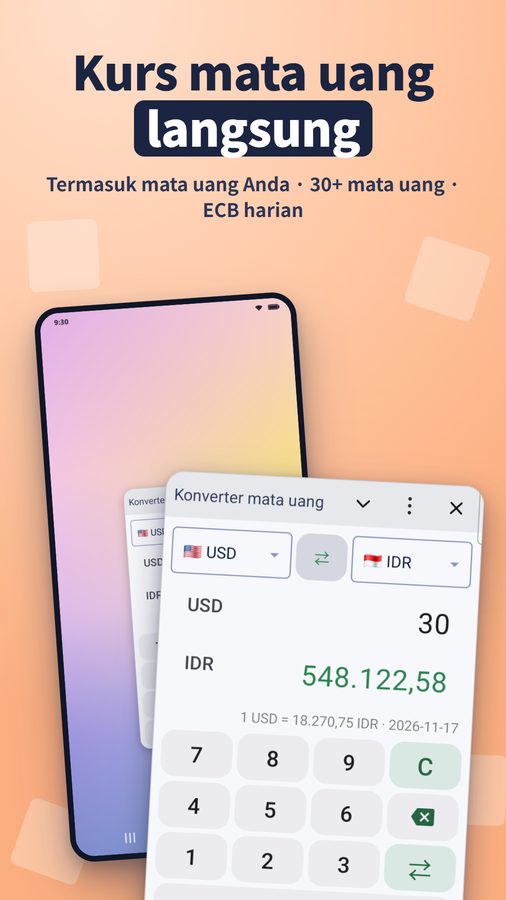 Kurs mata uang
langsung
Termasuk mata uang Anda · 30+ mata uang ·
ECB harian
9:30
Konverter mata uang
USD
IDR
USD
30
IDR
548.122,58
1 USD = 18.270,75 IDR · 2026-11-17
7 8 9 C
4 5 6
1 2 3